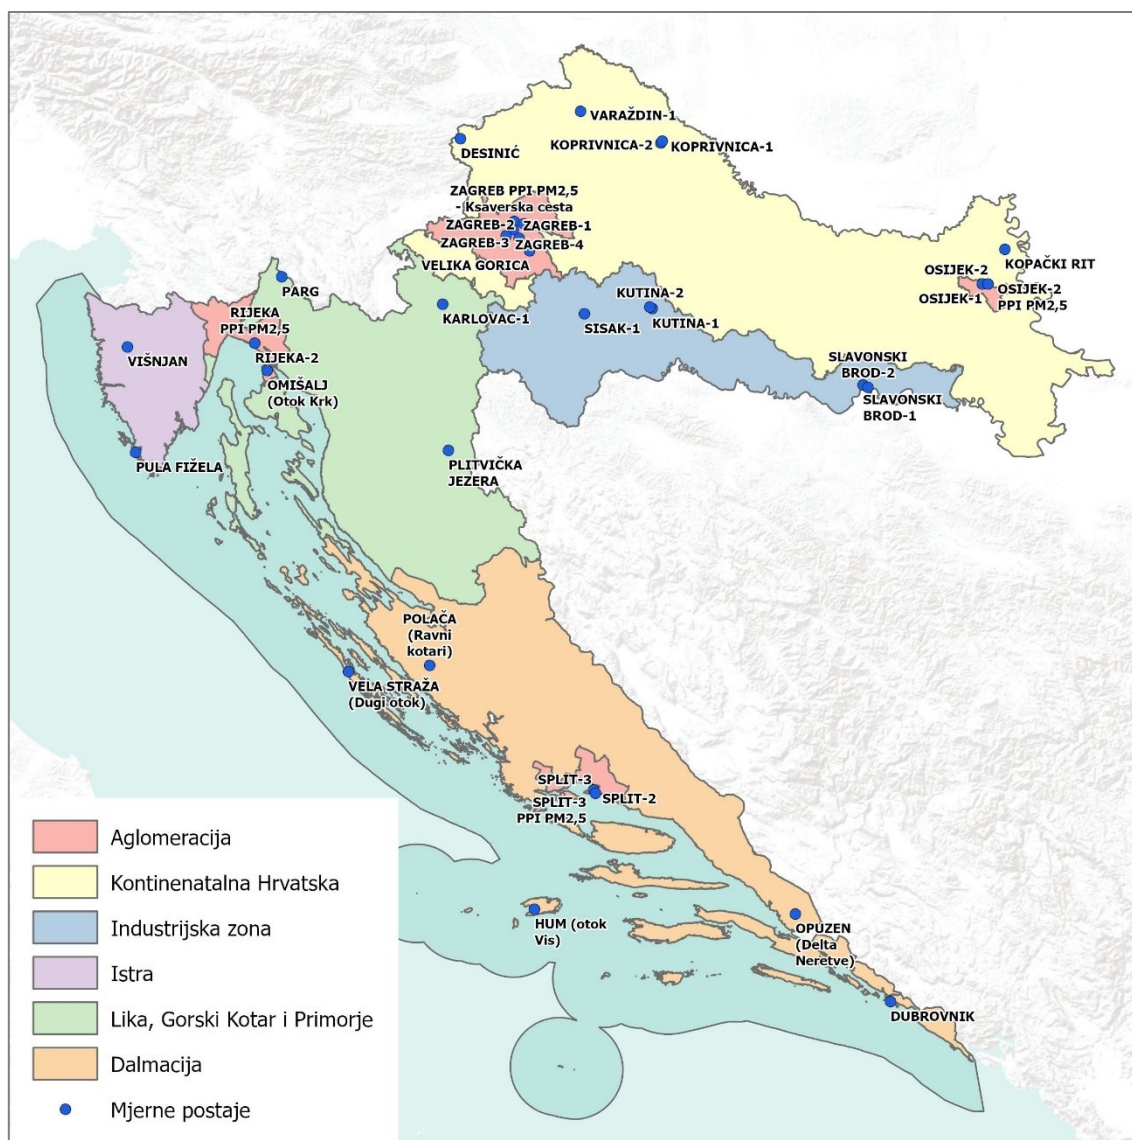 VARAŽDIN-1
DESINIĆ
KOPRIVNICA-2
KOPRIVNICA-1
ZAGREB PPI PM2,5
- Ksaverska cesta
ZAGREB-2
ZAGREB-1
ZAGREB-3
ZAGREB-4
VELIKA GORICA
KOPAČKI RIT
OSIJEK-2
OSIJEK-1
OSIJEK-2
PPI PM2,5
PARG
RIJEKA
PPI PM2,5
KARLOVAC-1
KUTINA-2
KUTINA-1
SISAK-1
VIŠNJAN
RIJEKA-2
OMIŠALJ
(Otok Krk)
SLAVONSKI
BROD-2
SLAVONSKI
BROD-1
PULA FIŽELA
PLITVIČKA
JEZERA
POLAČA
(Ravni
kotari)
VELA STRAŽA
(Dugi otok)
SPLIT-3
SPLIT-2
SPLIT-3
PPI PM2,5
HUM (otok
Vis)
OPUZEN
(Delta
Neretve)
DUBROVNIK
Aglomeracija
Kontinenatalna Hrvatska
Industrijska zona
Istra
Lika, Gorski Kotar i Primorje
Dalmacija
Mjerne postaje